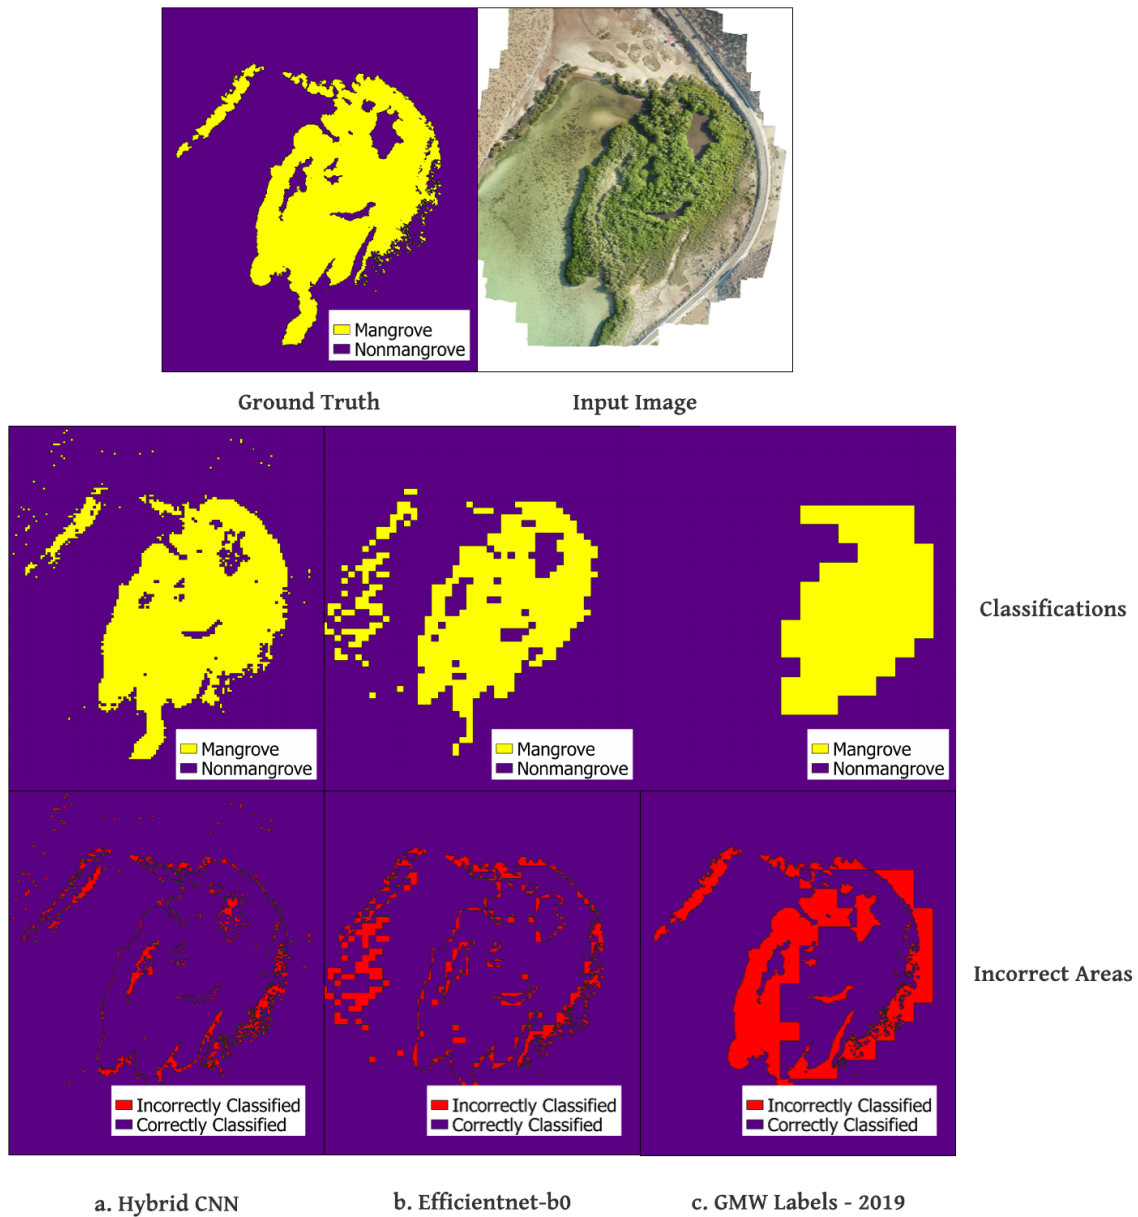 Mangrove
Nonmangrove
Ground Truth
Input Image
Mangrove
Nonmangrove
Mangrove
Nonmangrove
Mangrove
Nonmangrove
Classifications
Incorrectly Classified
Correctly Classified
Incorrectly Classified
Correctly Classified
Incorrectly Classified
Correctly Classified
Incorrect Areas
a. Hybrid CNN
b. Efficientnet-b0
c. GMW Labels - 2019